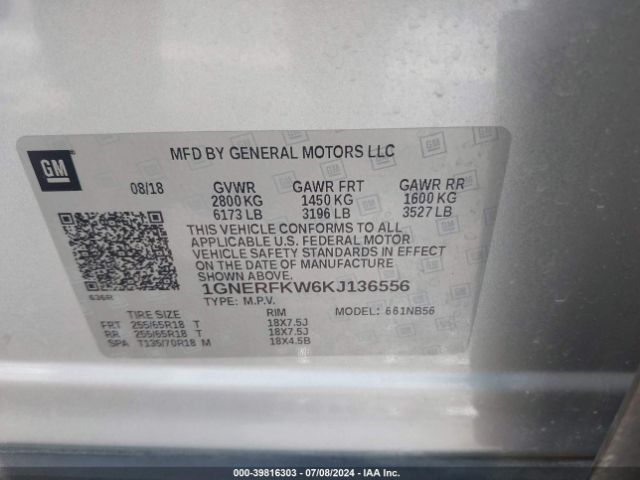 GM
MFD BY GENERAL MOTORS LLC
08/18 GVWR GAWR FRT GAWR RR
2800 KG 1450 KG 1600 KG
6173 LB 3196 LB 3527 LB
THIS VEHICLE CONFORMS TO ALL
APPLICABLE U.S. FEDERAL MOTOR
VEHICLE SAFETY STANDARDS IN EFFECT
ON THE DATE OF MANUFACTURE
SHOWN ABOVE.
636R
1GNERFKW6KJ136556
TYPE: M.P.V.
TIRE SIZE RIM MODEL: 661NB56
FRT 255/65R18 T 18X7.5J
RR 255/65R18 T 18X7.5J
SPA T135/70R18 M 18X4.5B
000-39816303 | 07/08/2024 | IAA Inc. (USA)